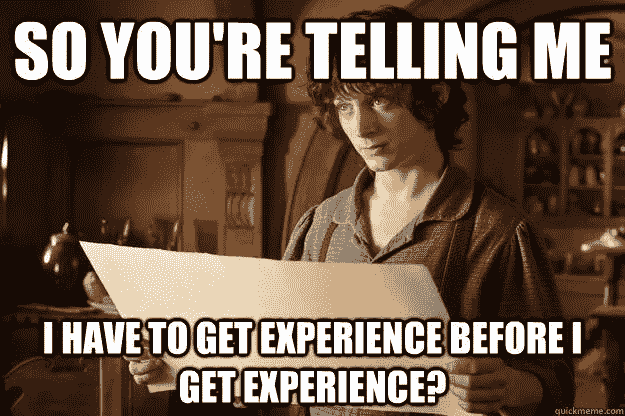 SO YOU'RE TELLING ME
I HAVE TO GET EXPERIENCE BEFORE I
GET EXPERIENCE?
quickmeme.com